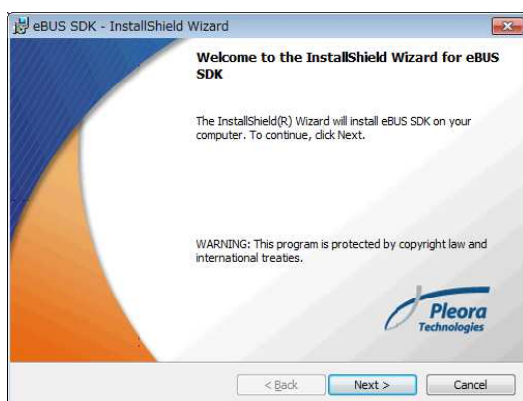 eBUS SDK - InstallShield Wizard
Welcome to the InstallShield Wizard for eBUS
SDK
The InstallShield(R) Wizard will install eBUS SDK on your
computer. To continue, click Next.
WARNING: This program is protected by copyright law and
international treaties.
Pleora
Technologies
< Back Next > Cancel